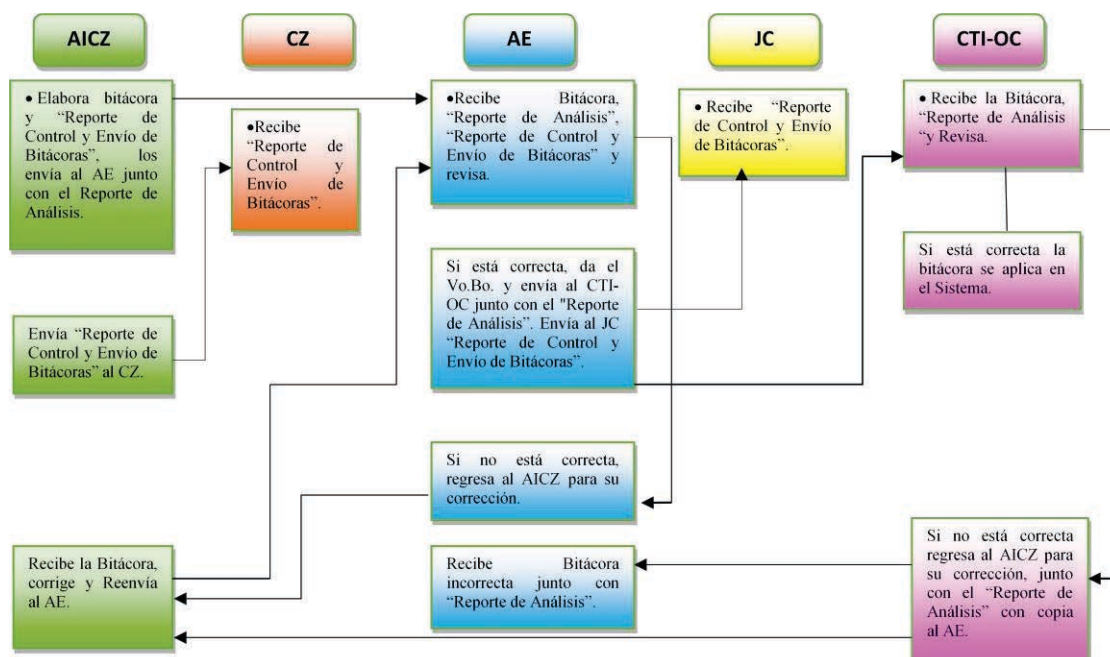 AICZ
CZ
AE
JC
CTI-OC
• Elabora bitácora
y “Reporte de
Control y Envío de
Bitácoras”, los
envía al AE junto
con el Reporte de
Análisis.
Envía “Reporte de
Control y Envío de
Bitácoras” al CZ.
Recibe la Bitácora,
corrige y Reenvía
al AE.
•Recibe
“Reporte de
Control y
Envío de
Bitácoras”.
•Recibe Bitácora,
“Reporte de Análisis”,
“Reporte de Control y
Envío de Bitácoras” y
revisa.
Si está correcta, da el
Vo.Bo. y envía al CTI-
OC junto con el "Reporte
de Análisis”. Envía al JC
“Reporte de Control y
Envío de Bitácoras”.
Si no está correcta,
regresa al AICZ para su
corrección.
Recibe Bitácora
incorrecta junto con
“Reporte de Análisis”.
• Recibe “Reporte
de Control y Envío
de Bitácoras”.
• Recibe la Bitácora,
“Reporte de Análisis
“y Revisa.
Si está correcta la
bitácora se aplica en
el Sistema.
Si no está correcta
regresa al AICZ para
su corrección, junto
con el “Reporte de
Análisis” con copia
al AE.